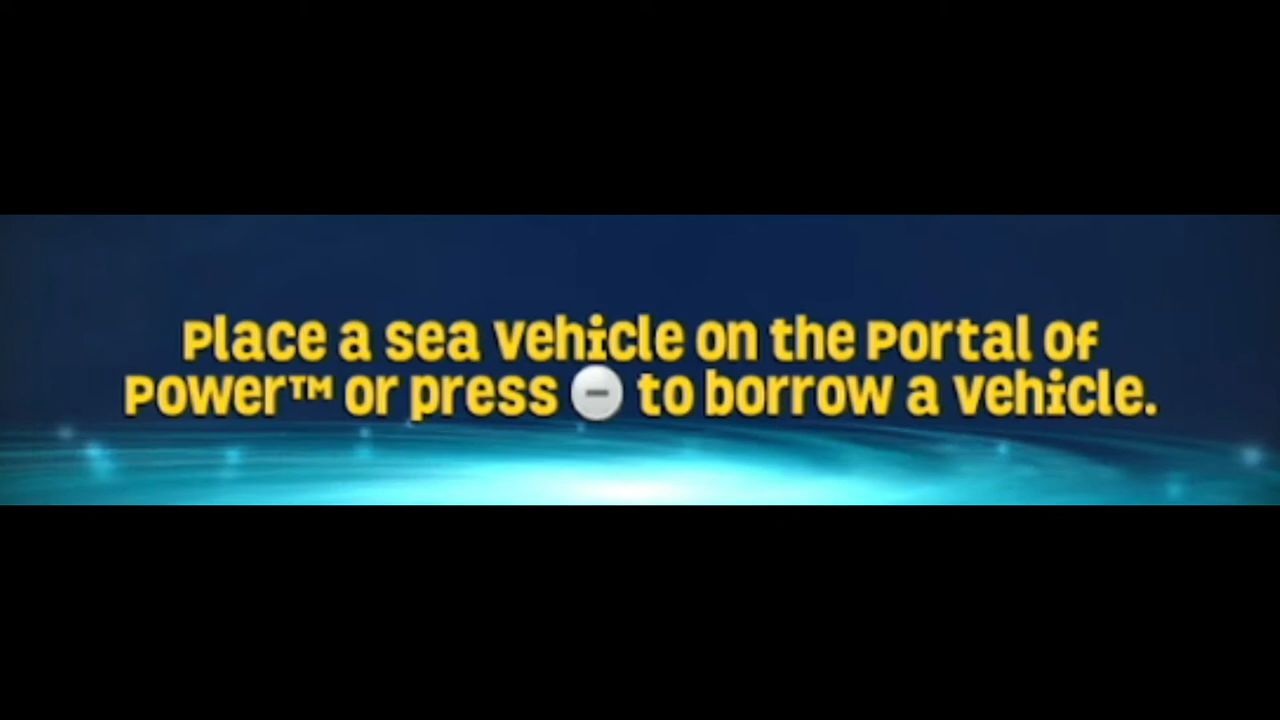 Place a sea vehicle on the Portal of
Power™ or press ⊖ to borrow a vehicle.